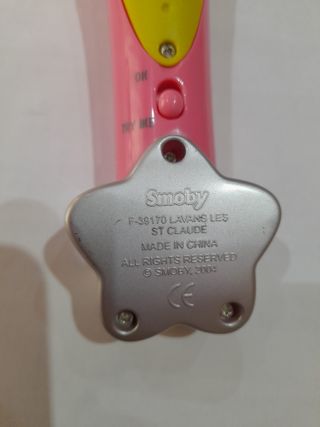 ON
TRY ME
Smoby
F-39170 LAVANS LES
ST CLAUDE
MADE IN CHINA
ALL RIGHTS RESERVED
© SMOBY, 2004
CE